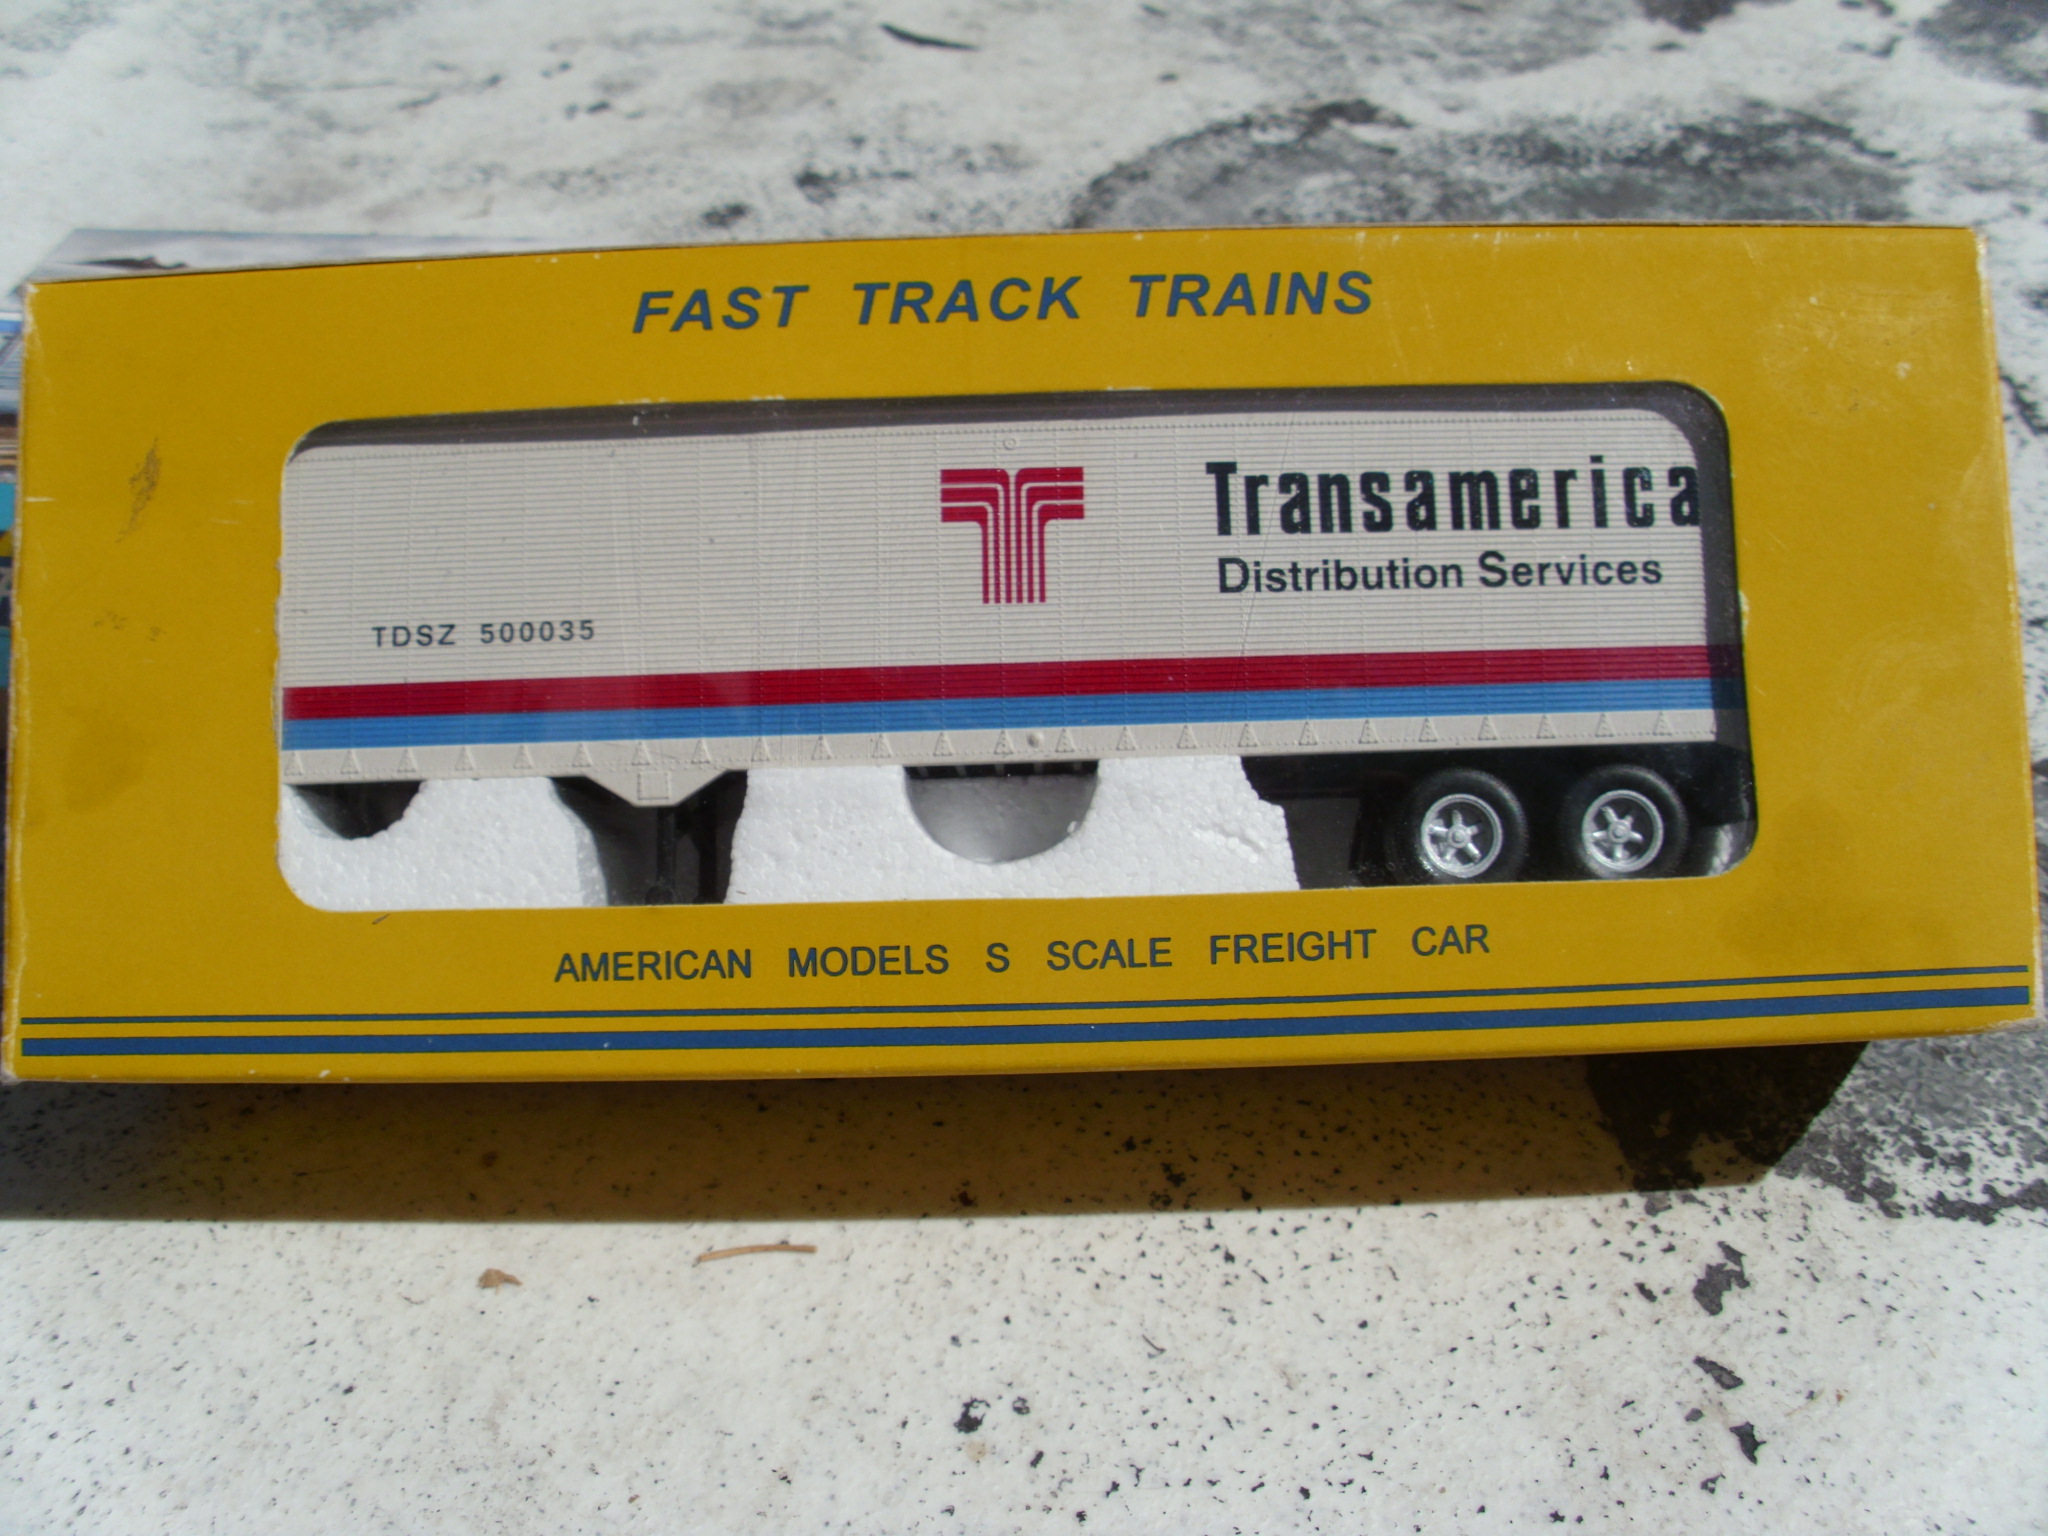 FAST TRACK TRAINS
Transamerica
Distribution Services
TDSZ 500035
AMERICAN MODELS S SCALE FREIGHT CAR